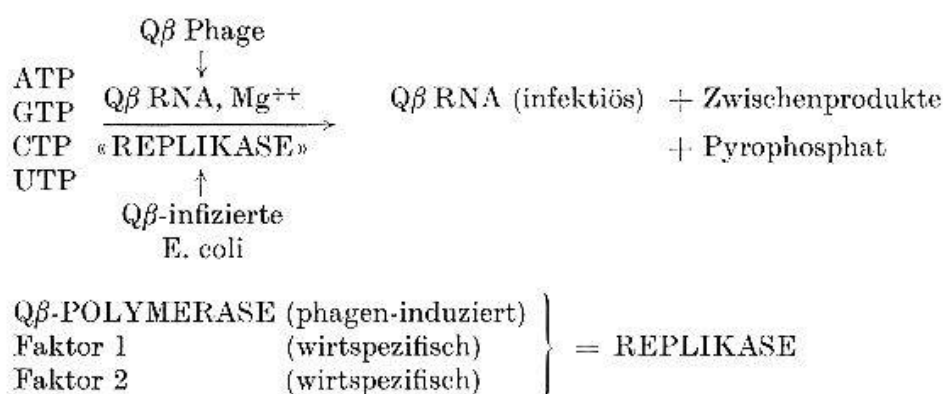 Qβ Phage
↓
ATP
GTP
CTP
UTP
Qβ RNA, Mg⁺⁺
«REPLIKASE»
↑
Qβ-infizierte
E. coli
→ Qβ RNA (infektiös) + Zwischenprodukte
+ Pyrophosphat
Qβ-POLYMERASE (phagen-induziert)
Faktor 1 (wirtspezifisch)
Faktor 2 (wirtspezifisch)
} = REPLIKASE